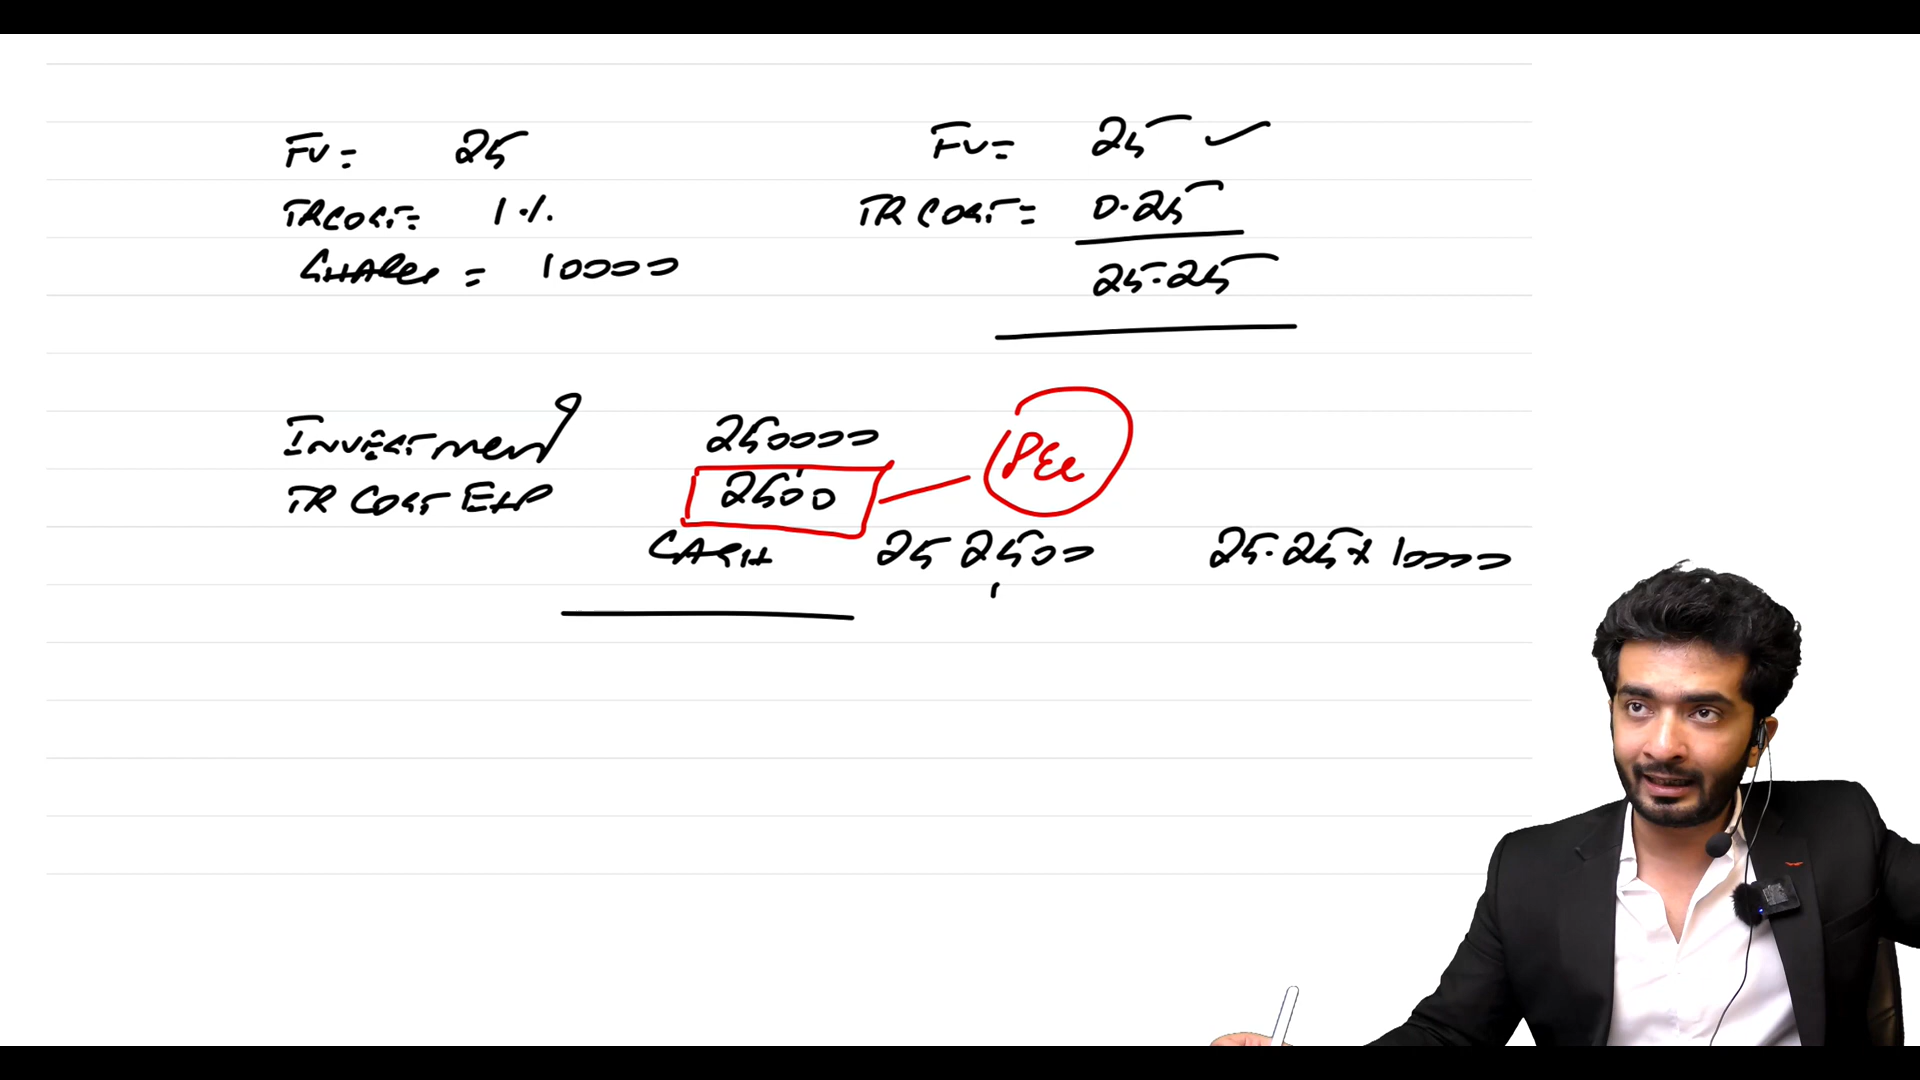 FV = 25
TR COST = 1%
SHARES = 10000
FV = 25 ✓
TR COST = 0.25
25.25
INVESTMENT 250000
TR COST EXP 2500
CASH 252500 25.25 x 10000